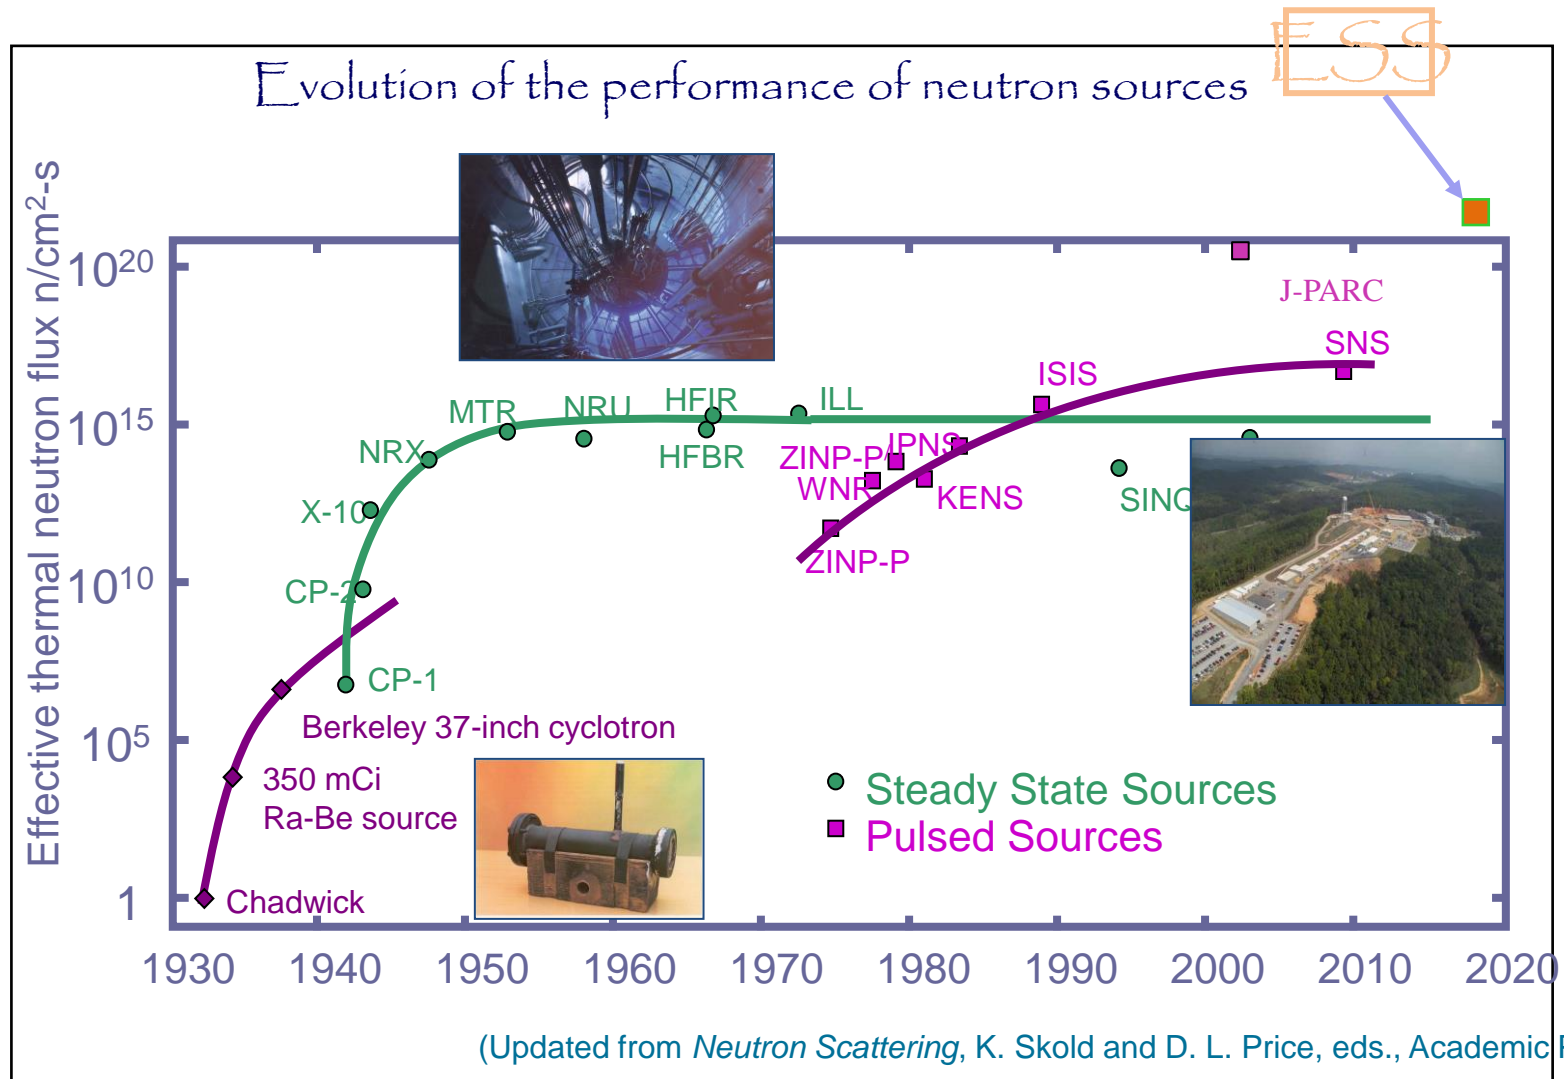 ESS
Evolution of the performance of neutron sources
Effective thermal neutron flux n/cm²-s
10²⁰
J-PARC
SNS
ISIS
10¹⁵
MTR
NRU
HFIR
ILL
NRX
HFBR
ZINP-P/
IPNS
WNR
KENS
SINQ
X-10
ZINP-P
10¹⁰
CP-2
CP-1
Berkeley 37-inch cyclotron
10⁵
350 mCi
Ra-Be source
Steady State Sources
Pulsed Sources
1
Chadwick
1930 1940 1950 1960 1970 1980 1990 2000 2010 2020
(Updated from Neutron Scattering, K. Skold and D. L. Price, eds., Academic